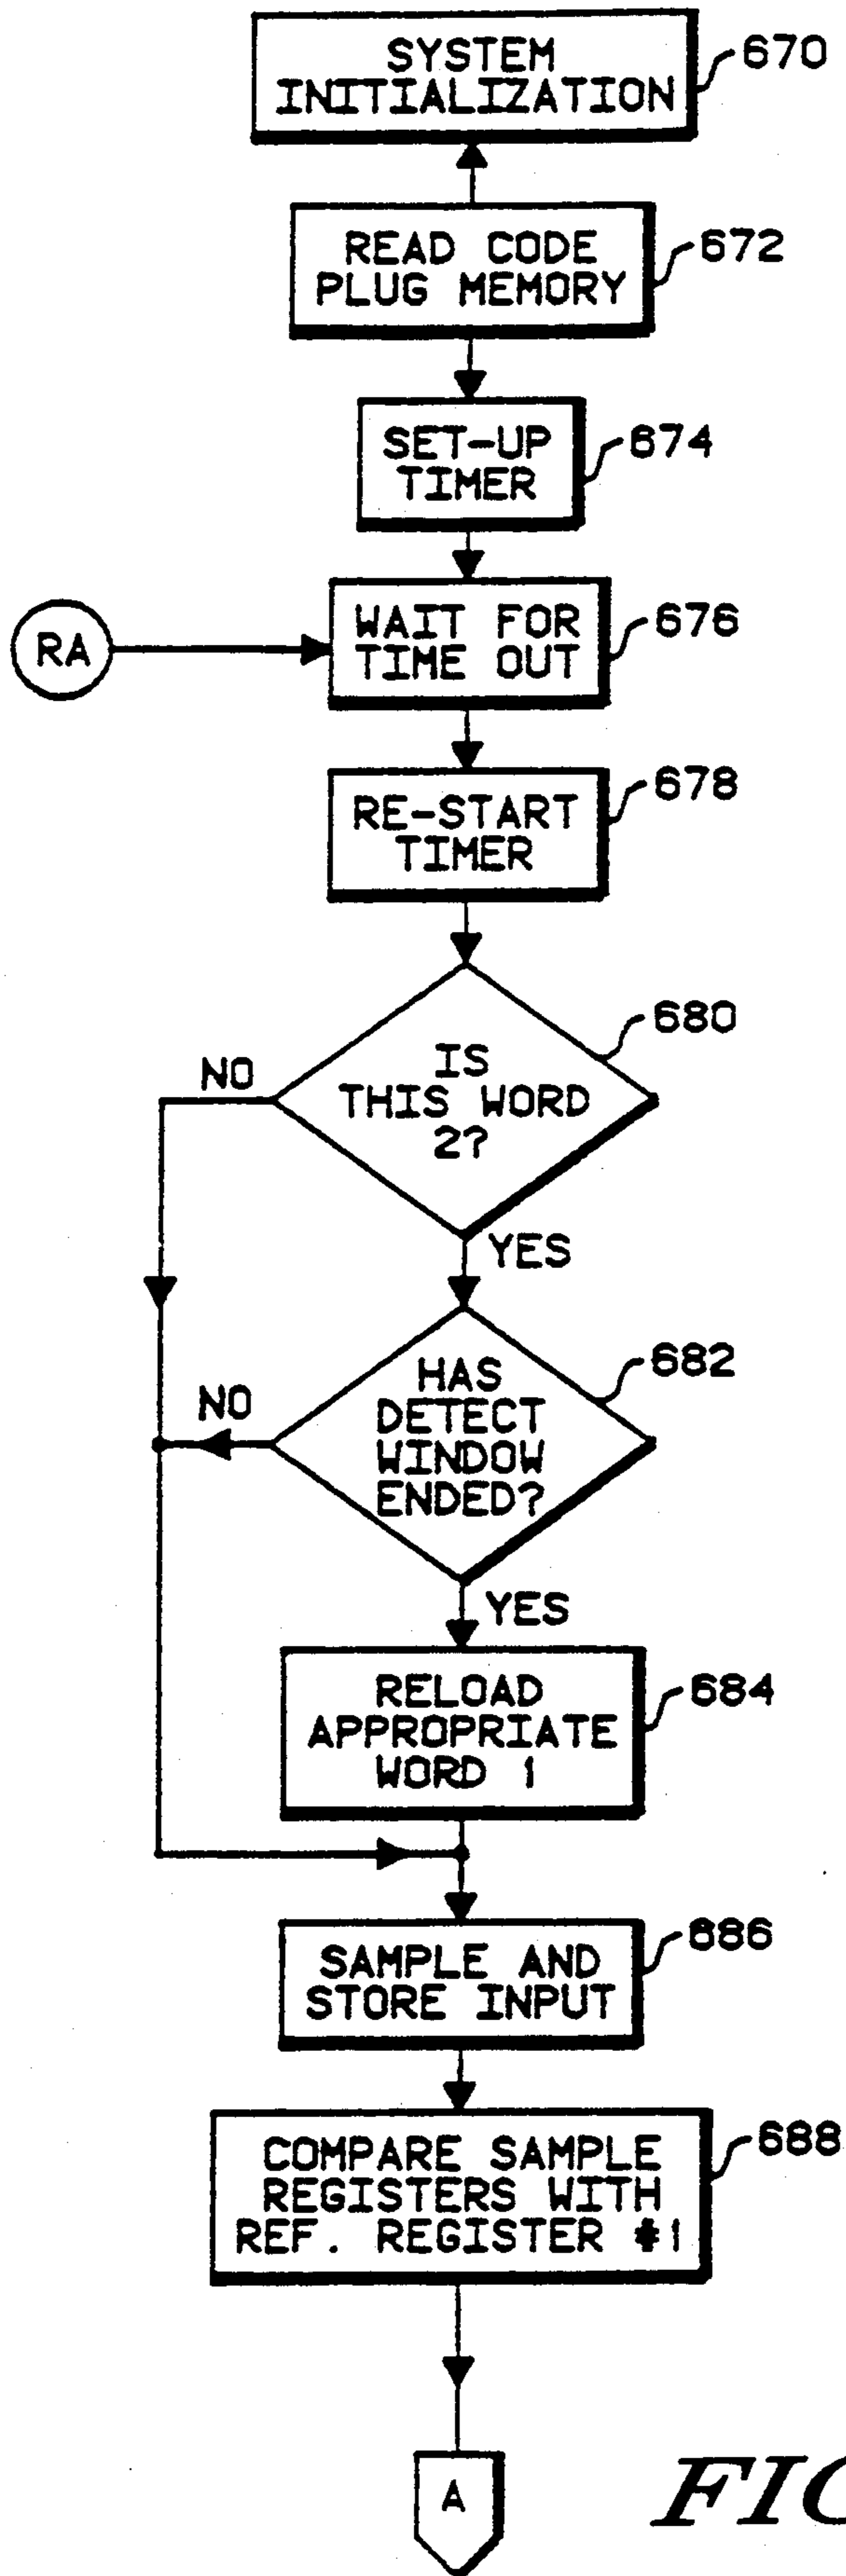 SYSTEM
INITIALIZATION
670
READ CODE
PLUG MEMORY
672
SET-UP
TIMER
674
RA
WAIT FOR
TIME OUT
676
RE-START
TIMER
678
680
NO
IS
THIS WORD
2?
YES
682
NO
HAS
DETECT
WINDOW
ENDED?
YES
RELOAD
APPROPRIATE
WORD 1
684
SAMPLE AND
STORE INPUT
686
COMPARE SAMPLE
REGISTERS WITH
REF. REGISTER #1
688
A